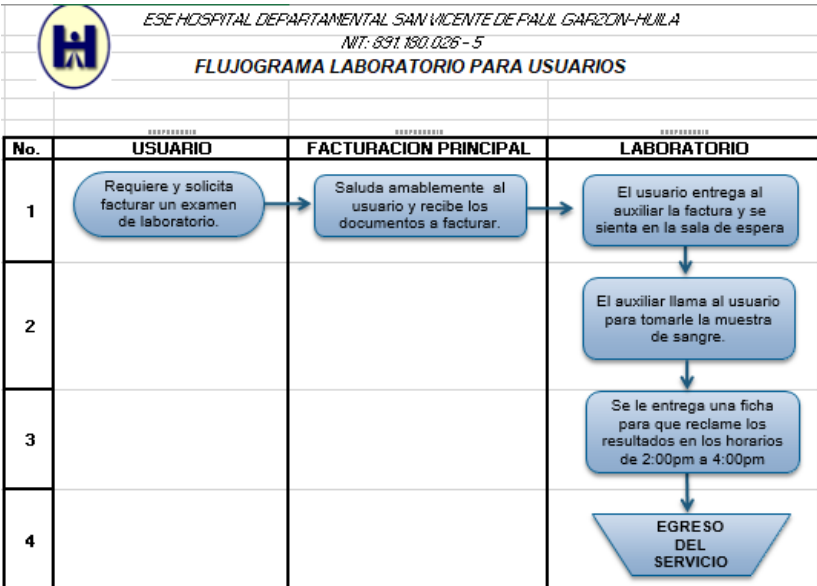 ESE HOSPITAL DEPARTAMENTAL SAN VICENTE DE PAUL GARZON-HUILA
NIT: 891.180.026 - 5
FLUJOGRAMA LABORATORIO PARA USUARIOS
No.
USUARIO
FACTURACION PRINCIPAL
LABORATORIO
1
Requiere y solicita
facturar un examen
de laboratorio.
Saluda amablemente al
usuario y recibe los
documentos a facturar.
El usuario entrega al
auxiliar la factura y se
sienta en la sala de espera
2
El auxiliar llama al usuario
para tomarle la muestra
de sangre.
3
Se le entrega una ficha
para que reclame los
resultados en los horarios
de 2:00pm a 4:00pm
4
EGRESO
DEL
SERVICIO